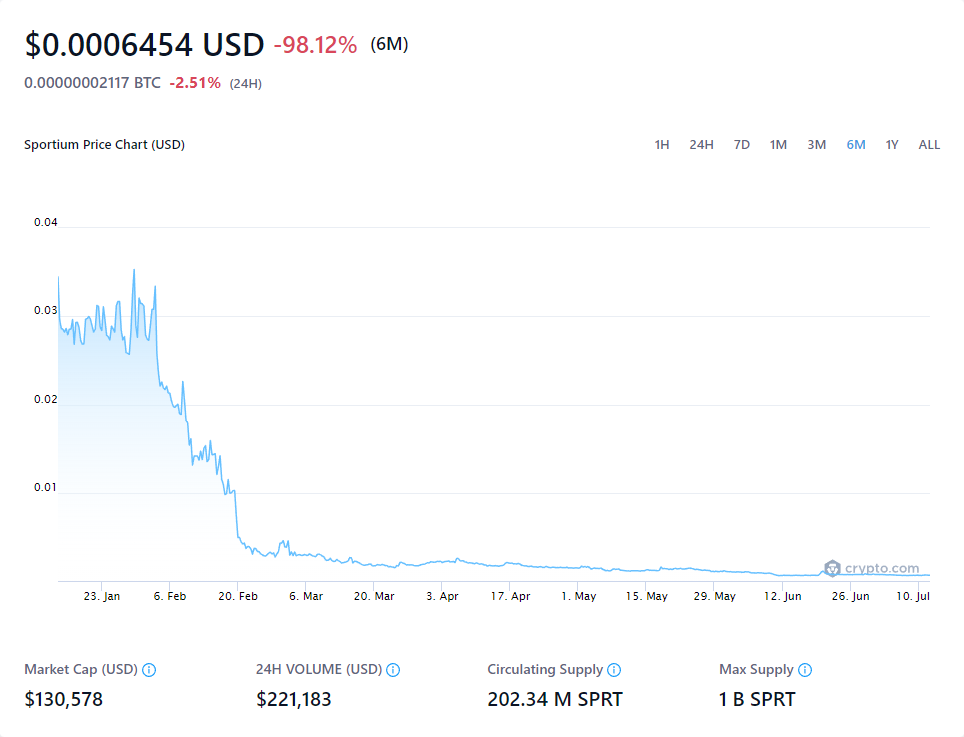 $0.0006454 USD -98.12% (6M)
0.00000002117 BTC -2.51% (24H)
Sportium Price Chart (USD) 1H 24H 7D 1M 3M 6M 1Y ALL
0.04
0.03
0.02
0.01
crypto.com
23. Jan 6. Feb 20. Feb 6. Mar 20. Mar 3. Apr 17. Apr 1. May 15. May 29. May 12. Jun 26. Jun 10. Jul
Market Cap (USD) 24H VOLUME (USD) Circulating Supply Max Supply
$130,578 $221,183 202.34 M SPRT 1 B SPRT